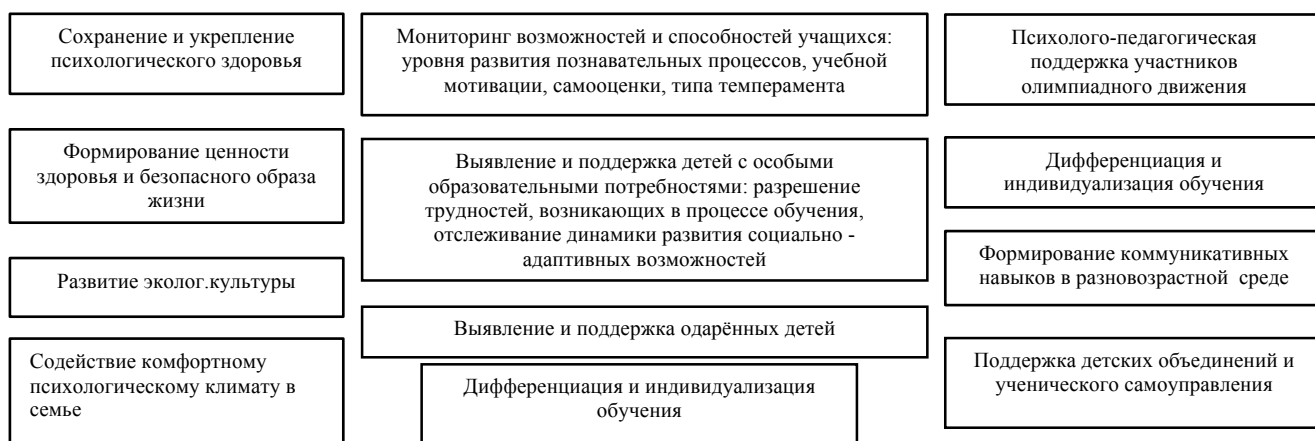 Сохранение и укрепление
психологического здоровья
Формирование ценности
здоровья и безопасного образа
жизни
Развитие эколог.культуры
Содействие комфортному
психологическому климату в
семье
Мониторинг возможностей и способностей учащихся:
уровня развития познавательных процессов, учебной
мотивации, самооценки, типа темперамента
Выявление и поддержка детей с особыми
образовательными потребностями: разрешение
трудностей, возникающих в процессе обучения,
отслеживание динамики развития социально -
адаптивных возможностей
Выявление и поддержка одарённых детей
Дифференциация и индивидуализация
обучения
Психолого-педагогическая
поддержка участников
олимпиадного движения
Дифференциация и
индивидуализация обучения
Формирование коммуникативных
навыков в разновозрастной  среде
Поддержка детских объединений и
ученического самоуправления